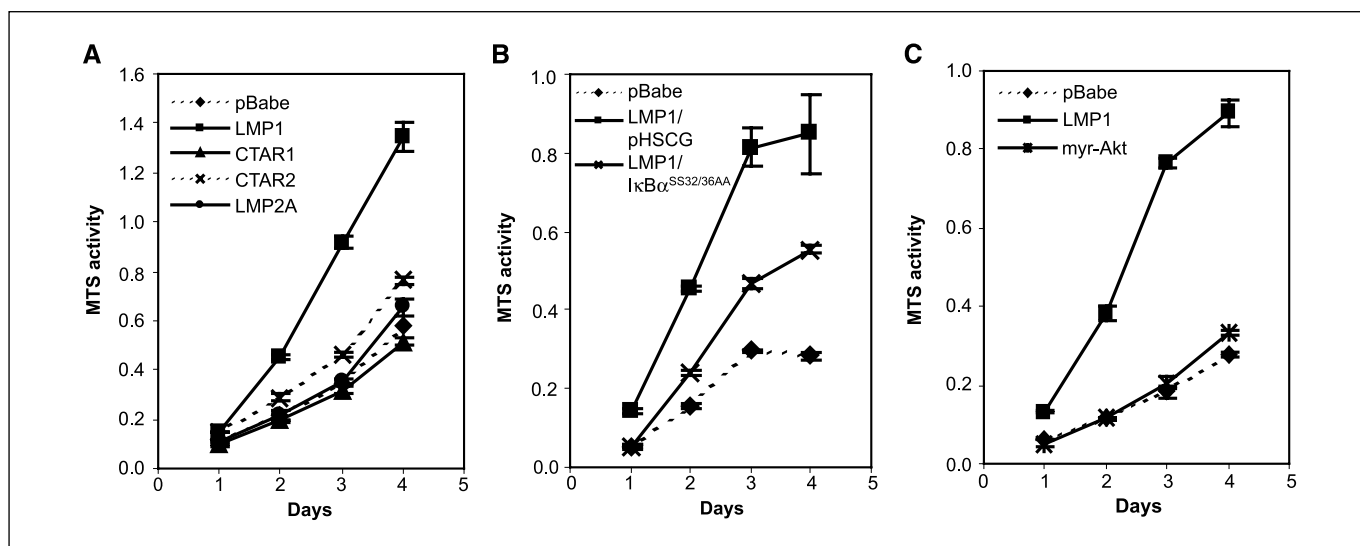 A
1.6
1.4
1.2
1.0
0.8
0.6
0.4
0.2
0.0
MTS activity
pBabe
LMP1
CTAR1
CTAR2
LMP2A
0 1 2 3 4 5
Days
B
1.0
0.8
0.6
0.4
0.2
0.0
MTS activity
pBabe
LMP1/
pHSCG
LMP1/
IκBα^SS32/36AA
0 1 2 3 4 5
Days
C
1.0
0.8
0.6
0.4
0.2
0.0
MTS activity
pBabe
LMP1
myr-Akt
0 1 2 3 4 5
Days